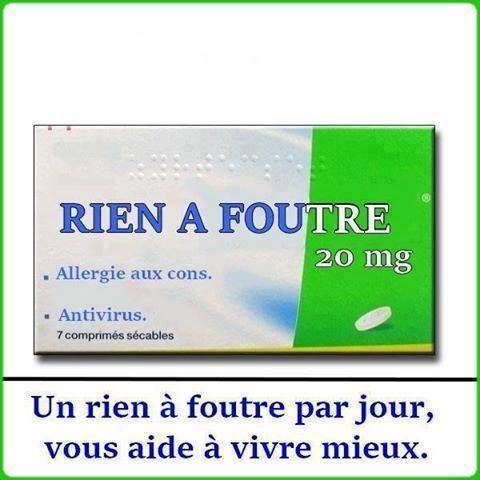 RIEN A FOUTRE
®
20 mg
. Allergie aux cons.
. Antivirus.
7 comprimés sécables
Un rien à foutre par jour,
vous aide à vivre mieux.